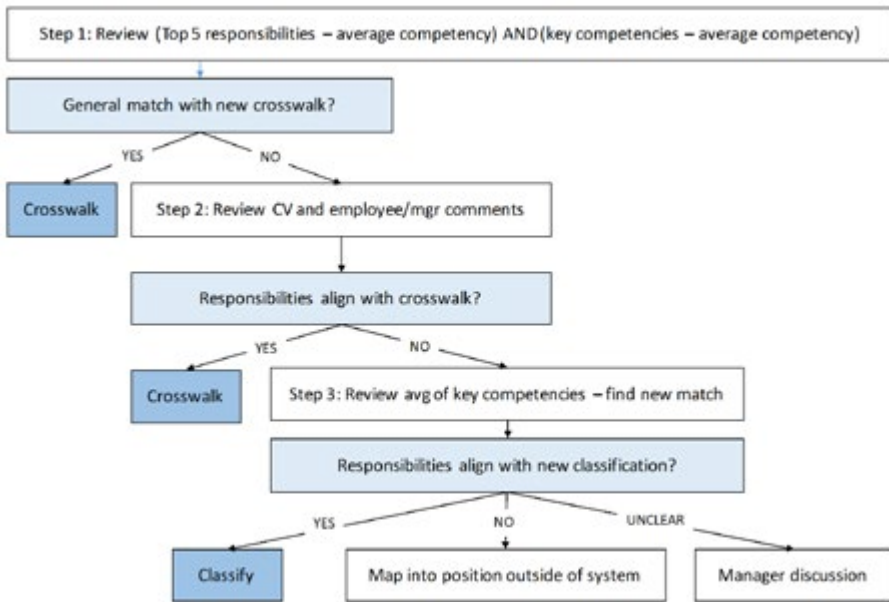 Step 1: Review (Top 5 responsibilities – average competency) AND (key competencies – average competency)
General match with new crosswalk?
YES
NO
Crosswalk
Step 2: Review CV and employee/mgr comments
Responsibilities align with crosswalk?
YES
NO
Crosswalk
Step 3: Review avg of key competencies – find new match
Responsibilities align with new classification?
YES
NO
UNCLEAR
Classify
Map into position outside of system
Manager discussion